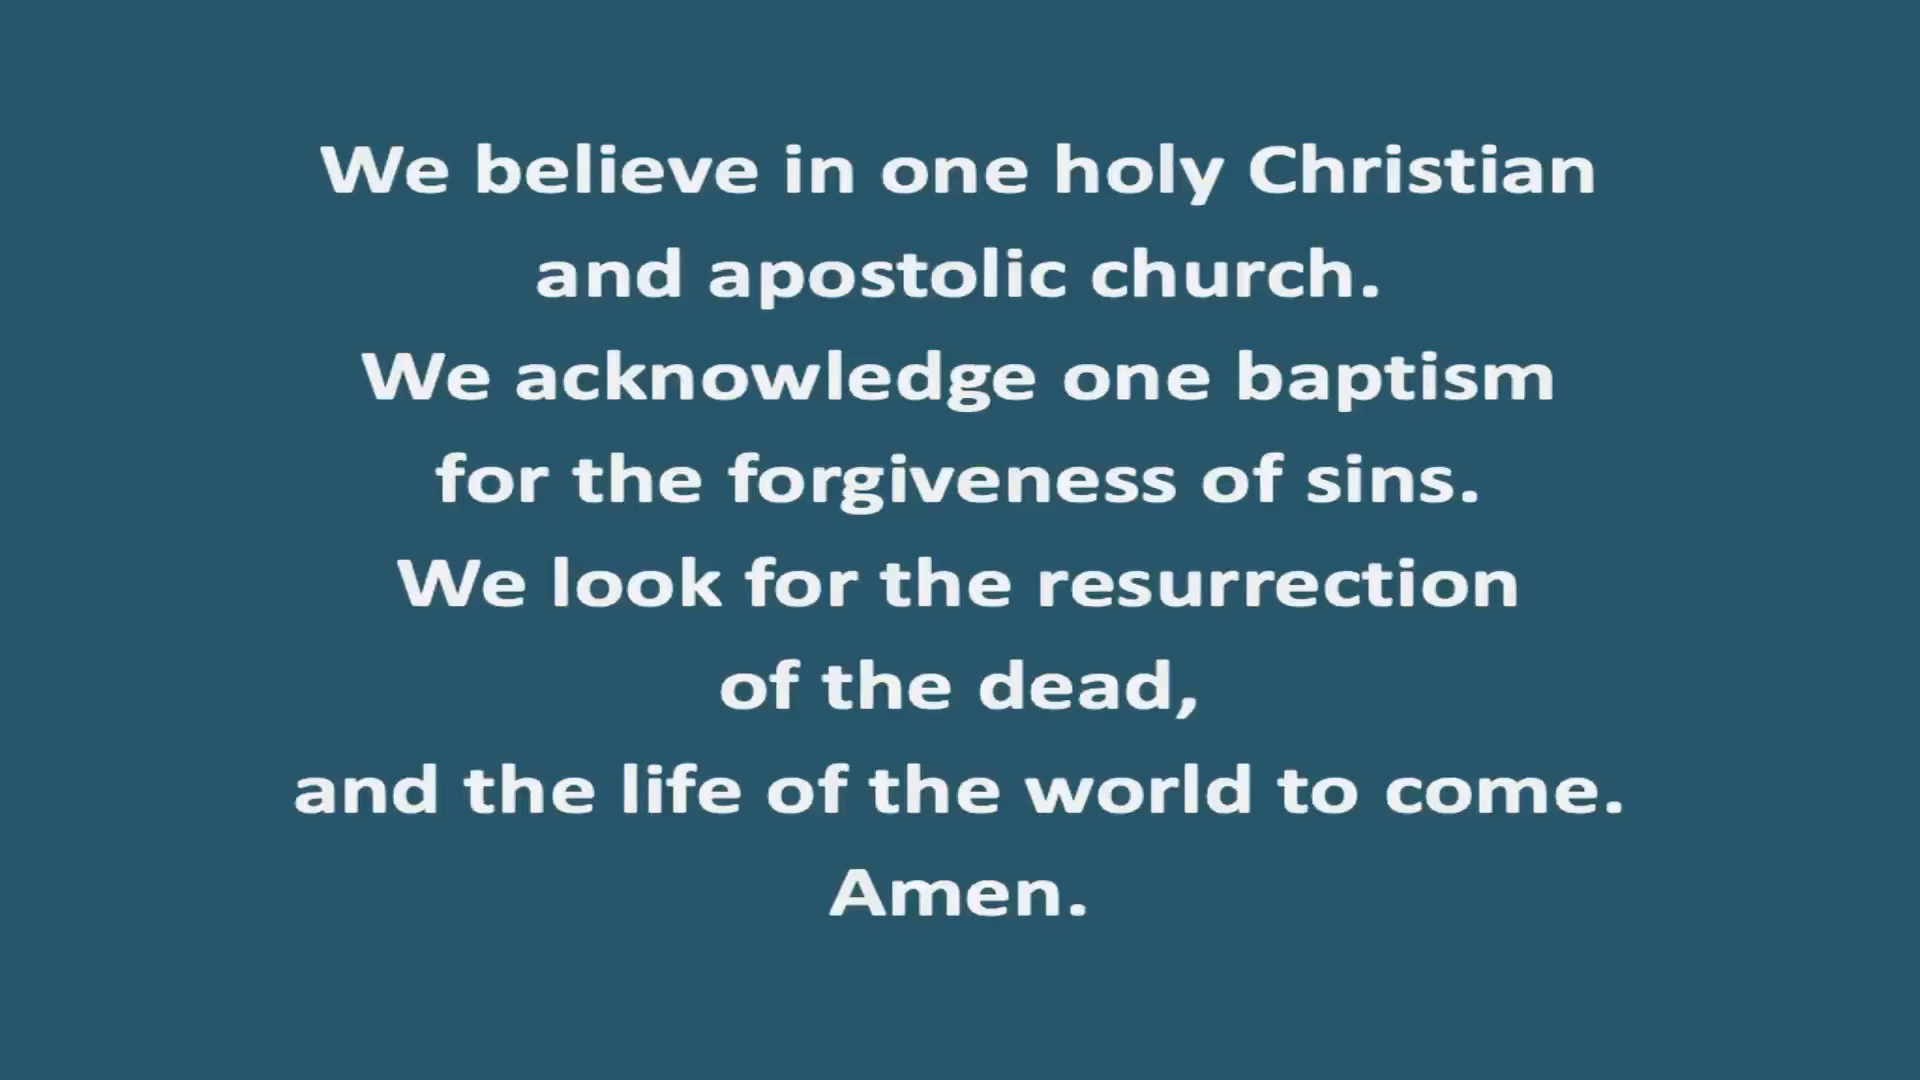 We believe in one holy Christian
and apostolic church.
We acknowledge one baptism
for the forgiveness of sins.
We look for the resurrection
of the dead,
and the life of the world to come.
Amen.